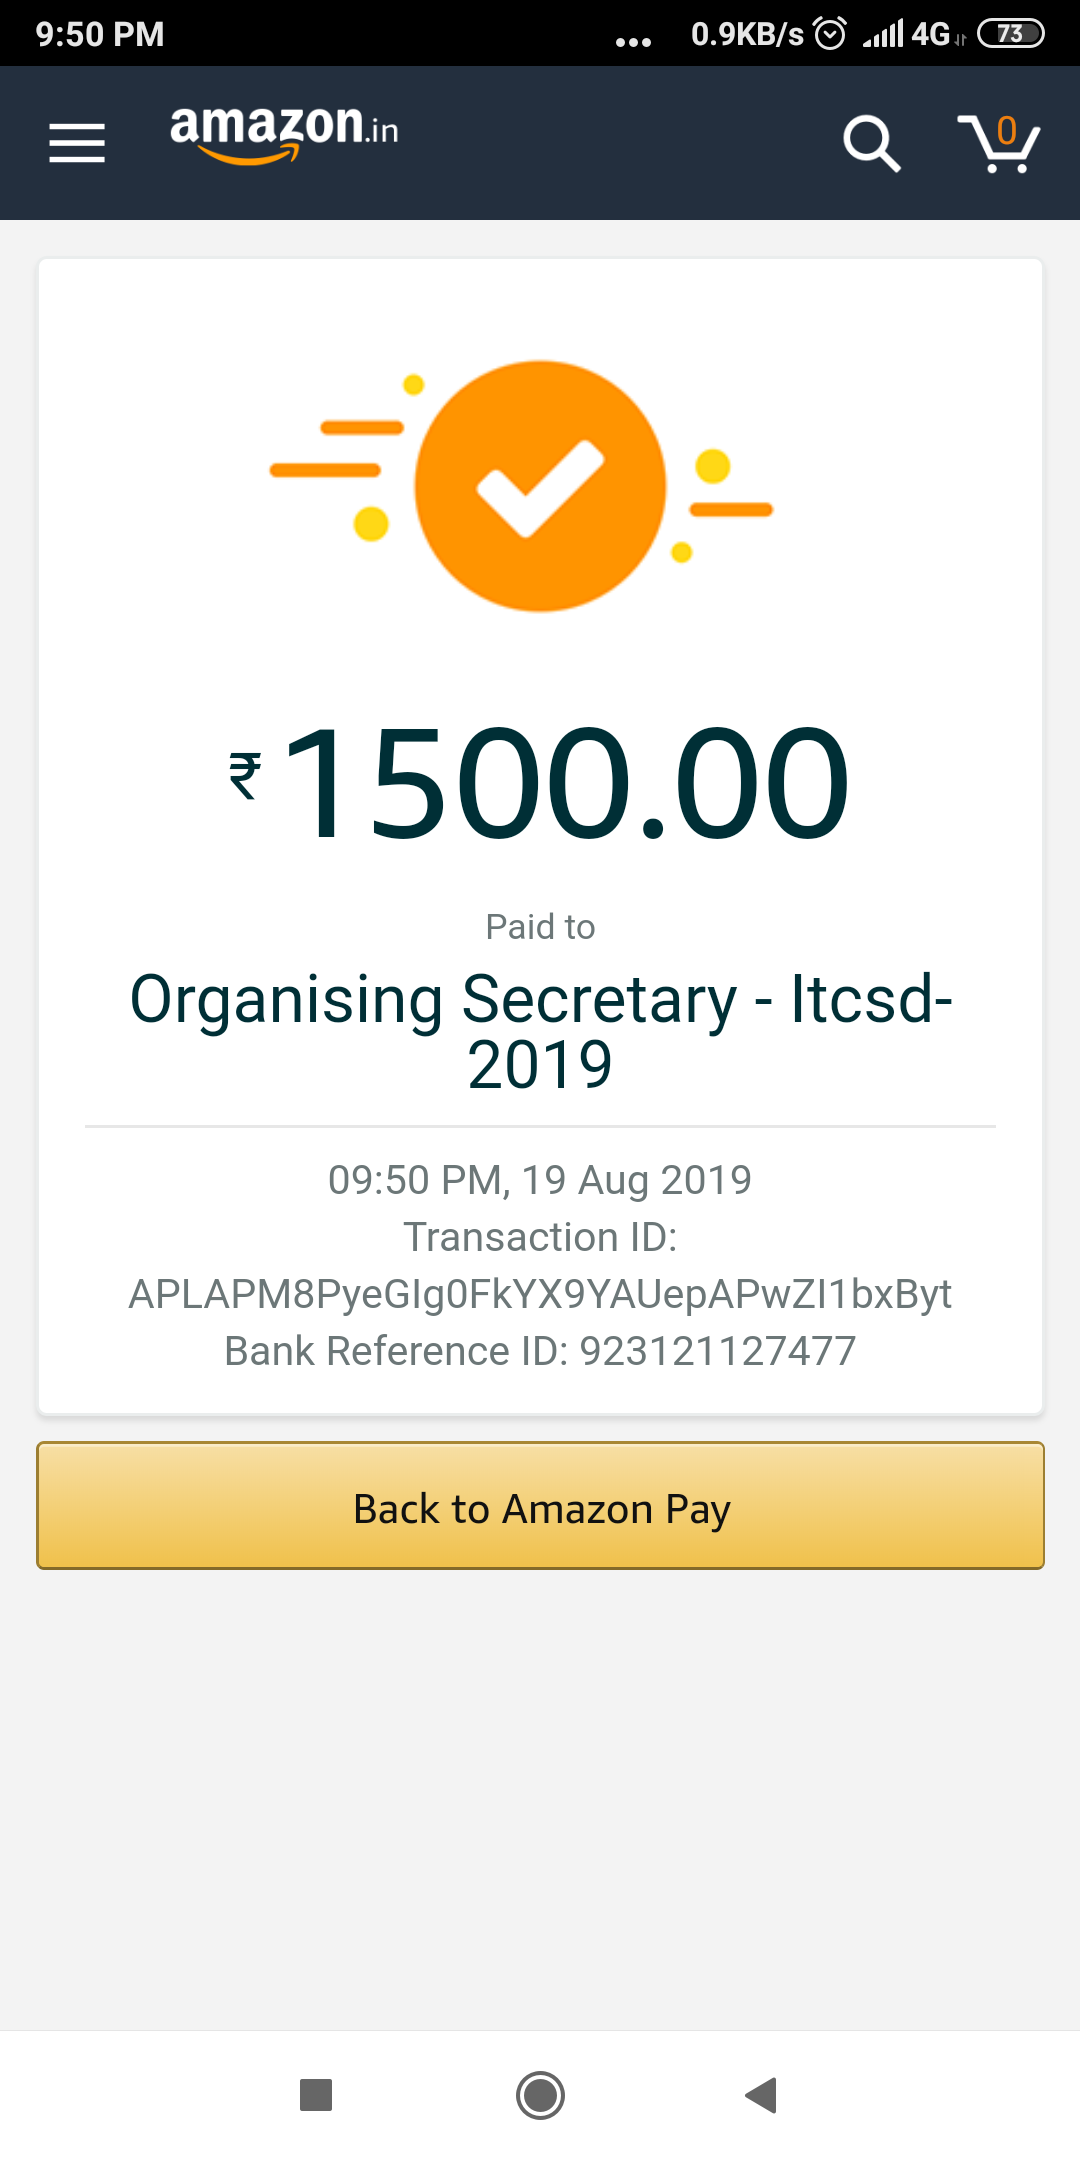 9:50 PM ... 0.9KB/s 4G 73
amazon.in 0
₹1500.00
Paid to
Organising Secretary - Itcsd-
2019
09:50 PM, 19 Aug 2019
Transaction ID:
APLAPM8PyeGIg0FkYX9YAUepAPwZI1bxByt
Bank Reference ID: 923121127477
Back to Amazon Pay